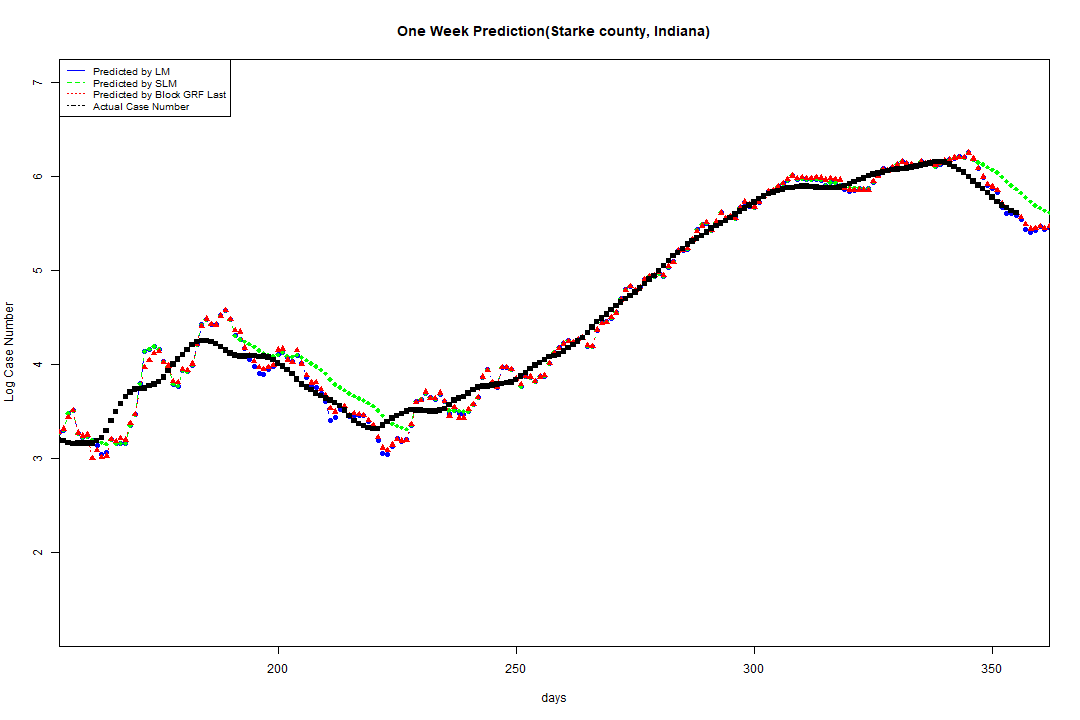 One Week Prediction(Starke county, Indiana)
Predicted by LM
Predicted by SLM
Predicted by Block GRF Last
Actual Case Number
7
6
5
4
3
2
Log Case Number
200 250 300 350
days